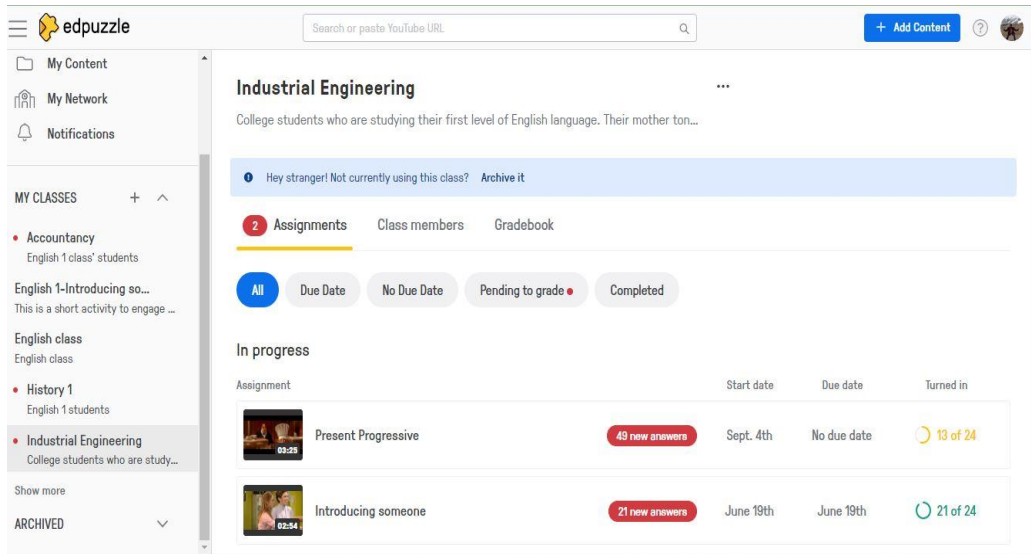 edpuzzle
Search or paste YouTube URL
+ Add Content
?
My Content
My Network
Notifications
MY CLASSES
Accountancy
English 1 class' students
English 1-Introducing so...
This is a short activity to engage ...
English class
English class
History 1
English 1 students
Industrial Engineering
College students who are study...
Show more
ARCHIVED
Industrial Engineering
...
College students who are studying their first level of English language. Their mother ton...
Hey stranger! Not currently using this class? Archive it
2 Assignments Class members Gradebook
All Due Date No Due Date Pending to grade Completed
In progress
Assignment Start date Due date Turned in
03:25 Present Progressive 49 new answers Sept. 4th No due date 13 of 24
02:54 Introducing someone 21 new answers June 19th June 19th 21 of 24